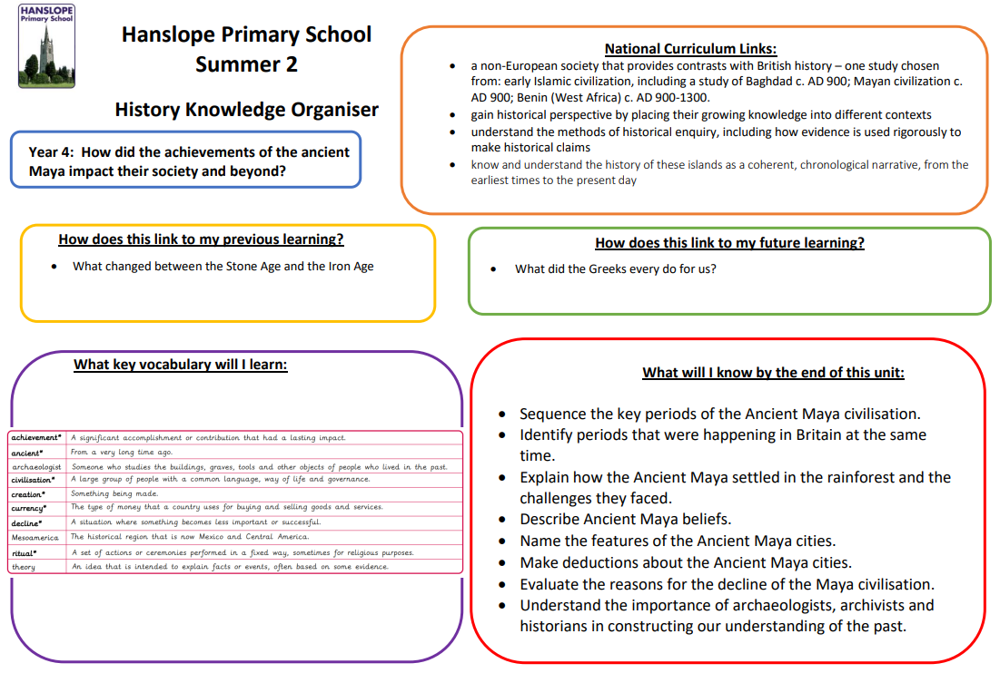 HANSLOPE
Primary School
Hanslope Primary School
Summer 2
History Knowledge Organiser
Year 4: How did the achievements of the ancient
Maya impact their society and beyond?
National Curriculum Links:
• a non-European society that provides contrasts with British history – one study chosen
from: early Islamic civilization, including a study of Baghdad c. AD 900; Mayan civilization c.
AD 900; Benin (West Africa) c. AD 900-1300.
• gain historical perspective by placing their growing knowledge into different contexts
• understand the methods of historical enquiry, including how evidence is used rigorously to
make historical claims
• know and understand the history of these islands as a coherent, chronological narrative, from the
earliest times to the present day
How does this link to my previous learning?
• What changed between the Stone Age and the Iron Age
How does this link to my future learning?
• What did the Greeks every do for us?
What key vocabulary will I learn:
achievement* A significant accomplishment or contribution that had a lasting impact.
ancient* From a very long time ago.
archaeologist Someone who studies the buildings, graves, tools and other objects of people who lived in the past.
civilisation* A large group of people with a common language, way of life and governance.
creation* Something being made.
currency* The type of money that a country uses for buying and selling goods and services.
decline* A situation where something becomes less important or successful.
Mesoamerica The historical region that is now Mexico and Central America.
ritual* A set of actions or ceremonies performed in a fixed way, sometimes for religious purposes.
theory An idea that is intended to explain facts or events, often based on some evidence.
What will I know by the end of this unit:
• Sequence the key periods of the Ancient Maya civilisation.
• Identify periods that were happening in Britain at the same
time.
• Explain how the Ancient Maya settled in the rainforest and the
challenges they faced.
• Describe Ancient Maya beliefs.
• Name the features of the Ancient Maya cities.
• Make deductions about the Ancient Maya cities.
• Evaluate the reasons for the decline of the Maya civilisation.
• Understand the importance of archaeologists, archivists and
historians in constructing our understanding of the past.